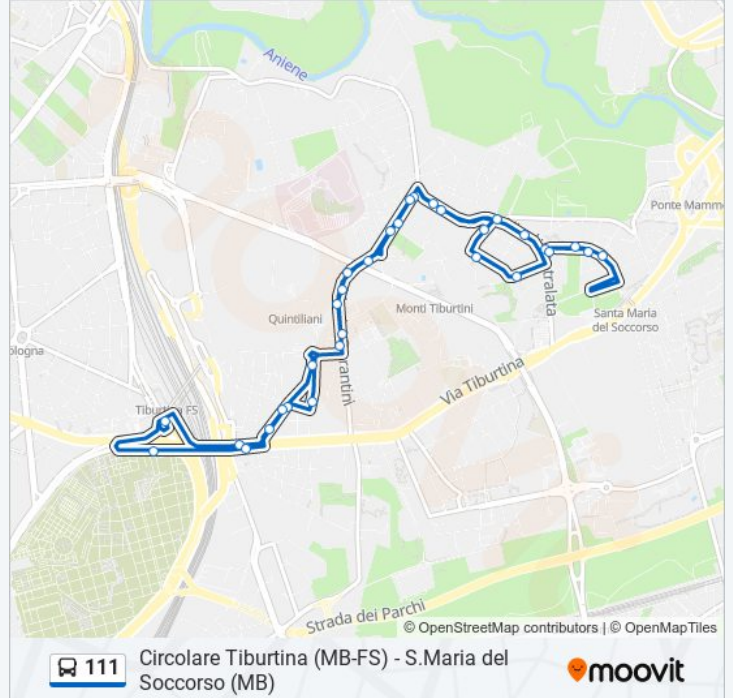 Aniene
Ponte Mamm
tralata
Monti Tiburtini
Santa Maria
del Soccorso
Quintiliani
ologna
rantini
Via Tiburtina
Tiburtina FS
Strada dei Parchi
© OpenStreetMap contributors | © OpenMapTiles
111
Circolare Tiburtina (MB-FS) - S.Maria del
Soccorso (MB)
moovit